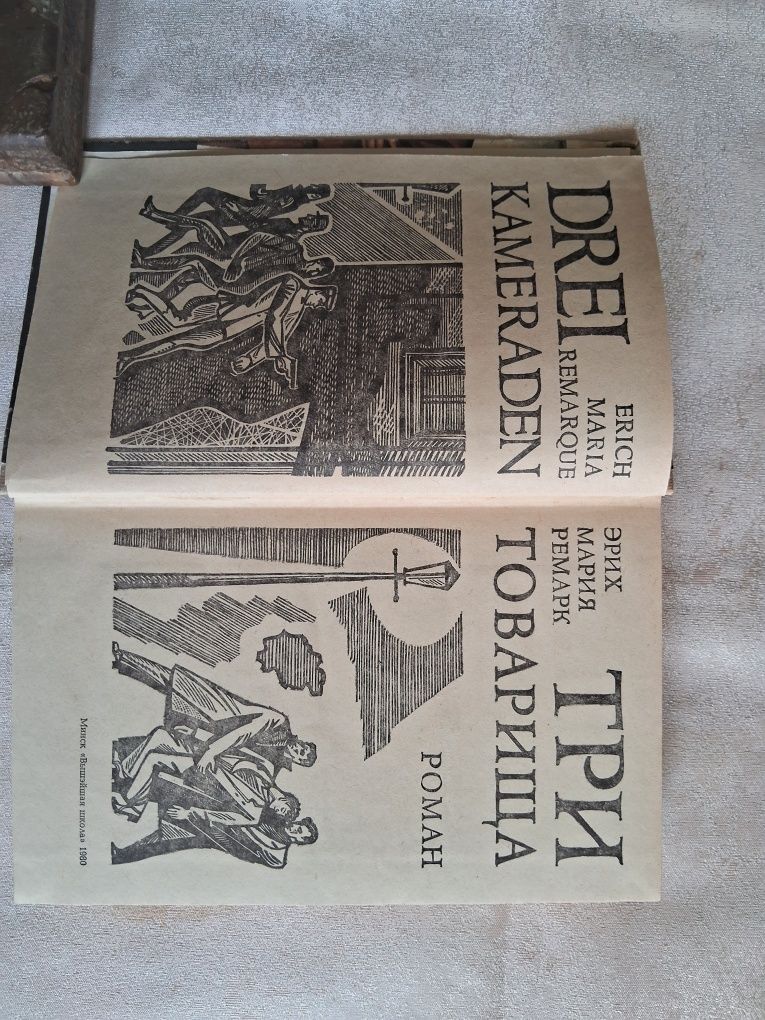 ERICH
MARIA
REMARQUE
DREI
KAMERADEN
ЭРИХ
МАРИЯ
РЕМАРК
ТРИ
ТОВАРИЩА
РОМАН
Минск «Вышэйшая школа» 1980